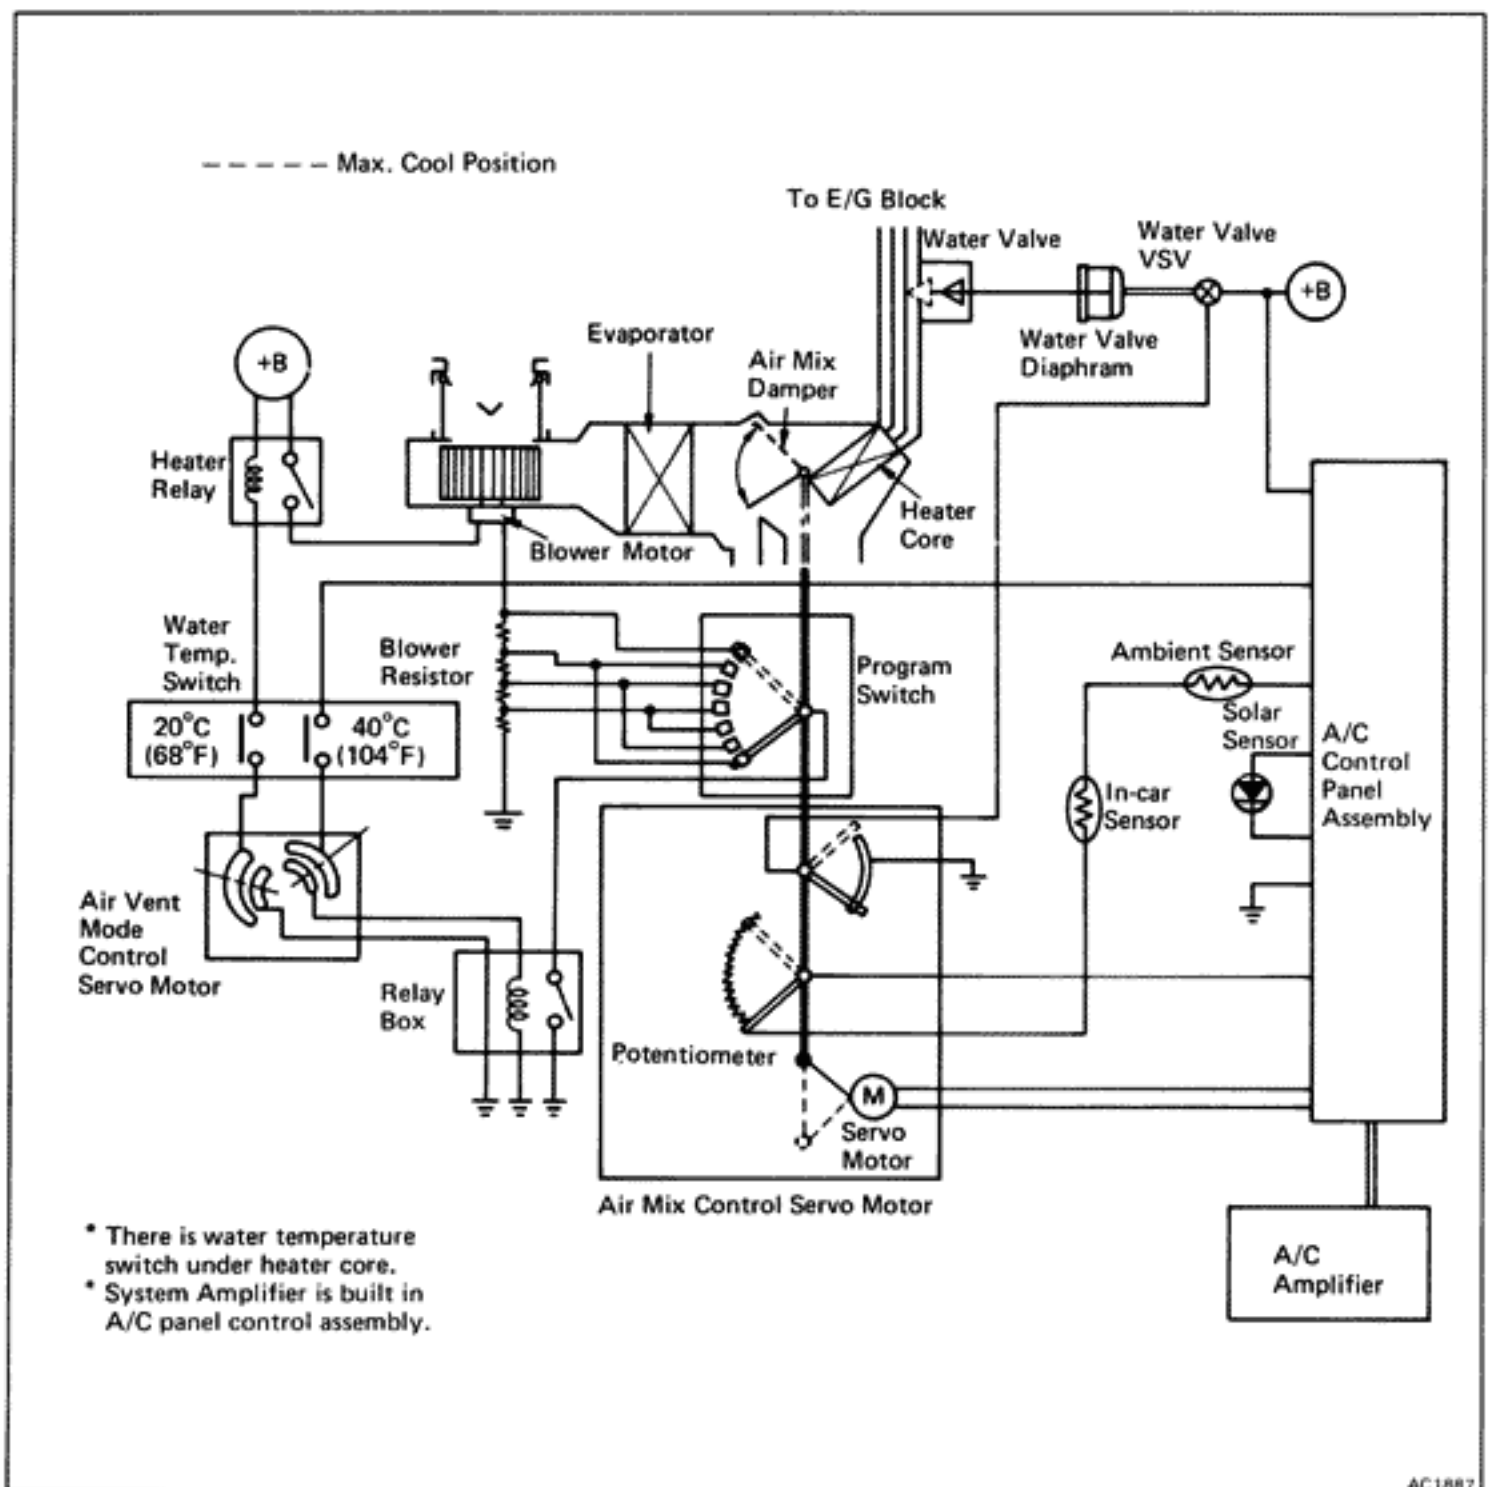 Max. Cool Position
To E/G Block
Water Valve
Water Valve
VSV
+B
Water Valve
Diaphram
Evaporator
Air Mix
Damper
+B
Heater
Relay
Heater
Core
Blower Motor
Water
Temp.
Switch
Blower
Resistor
Program
Switch
Ambient Sensor
Solar
Sensor
A/C
Control
Panel
Assembly
20°C
(68°F)
40°C
(104°F)
In-car
Sensor
Air Vent
Mode
Control
Servo Motor
Relay
Box
Potentiometer
M
Servo
Motor
Air Mix Control Servo Motor
* There is water temperature
switch under heater core.
* System Amplifier is built in
A/C panel control assembly.
A/C
Amplifier
AC1887